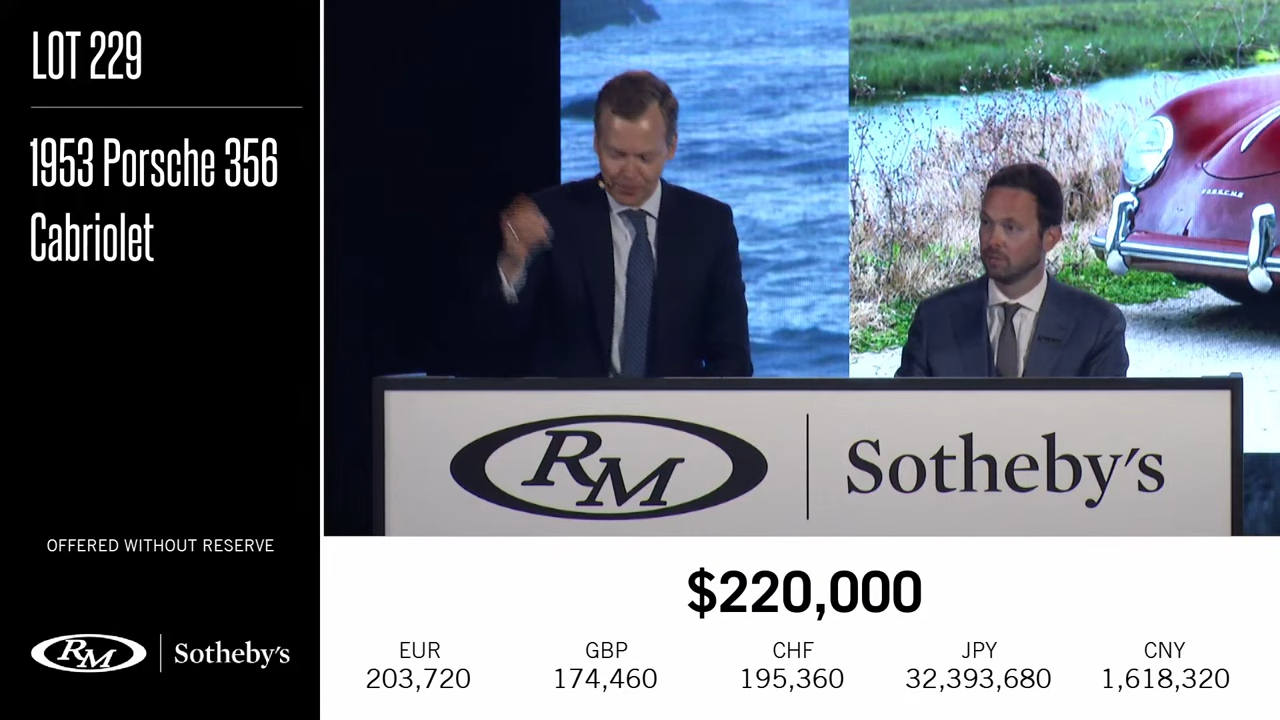 LOT 229
1953 Porsche 356
Cabriolet
OFFERED WITHOUT RESERVE
RM Sotheby's
PORSCHE
RM Sotheby's
$220,000
EUR GBP CHF JPY CNY
203,720 174,460 195,360 32,393,680 1,618,320